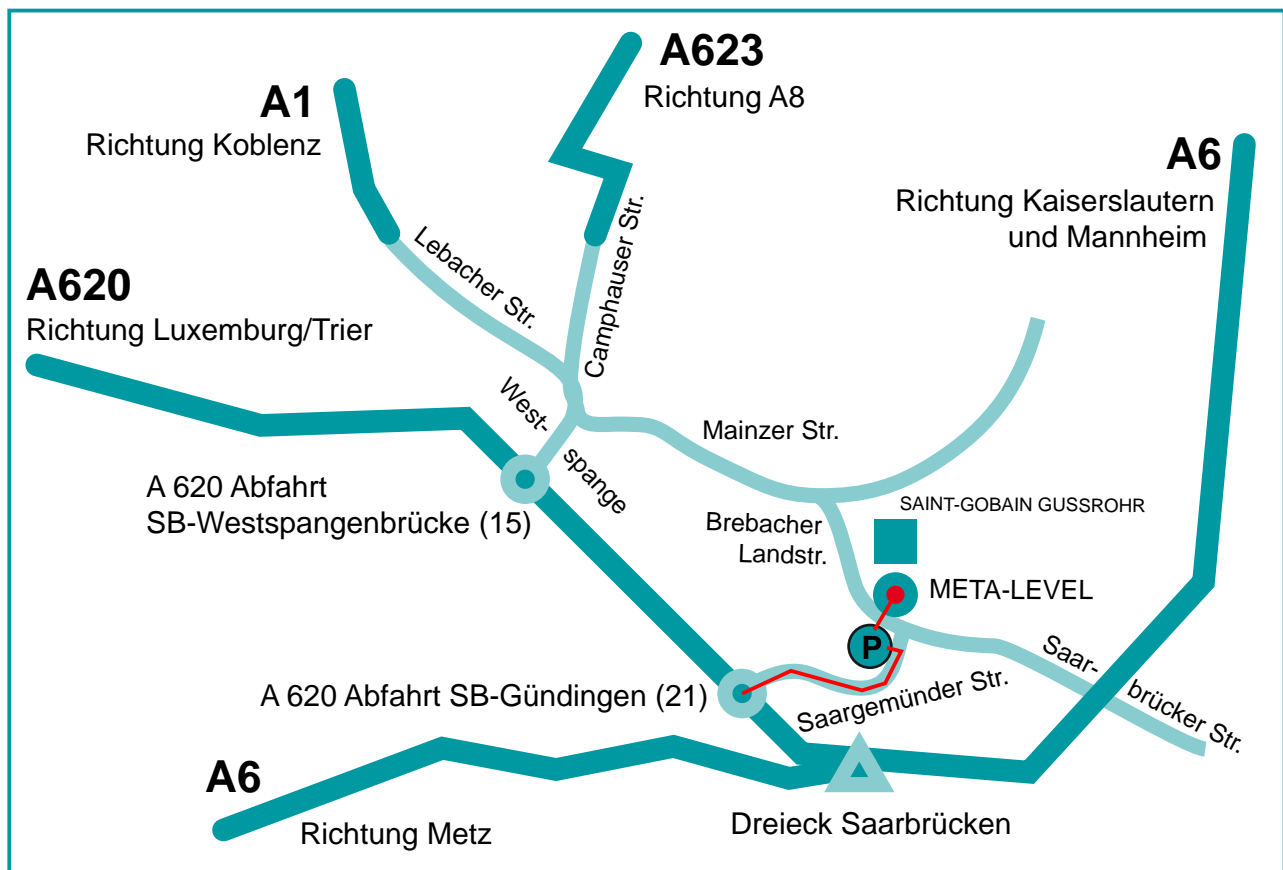 A623
Richtung A8
A1
Richtung Koblenz
A6
Richtung Kaiserslautern
und Mannheim
Lebacher Str.
Camphauser Str.
A620
Richtung Luxemburg/Trier
West-
spange
Mainzer Str.
A 620 Abfahrt
SB-Westspangenbrücke (15)
SAINT-GOBAIN GUSSROHR
Brebacher
Landstr.
META-LEVEL
P
Saar-
brücker Str.
A 620 Abfahrt SB-Gündingen (21)
Saargemünder Str.
A6
Richtung Metz
Dreieck Saarbrücken